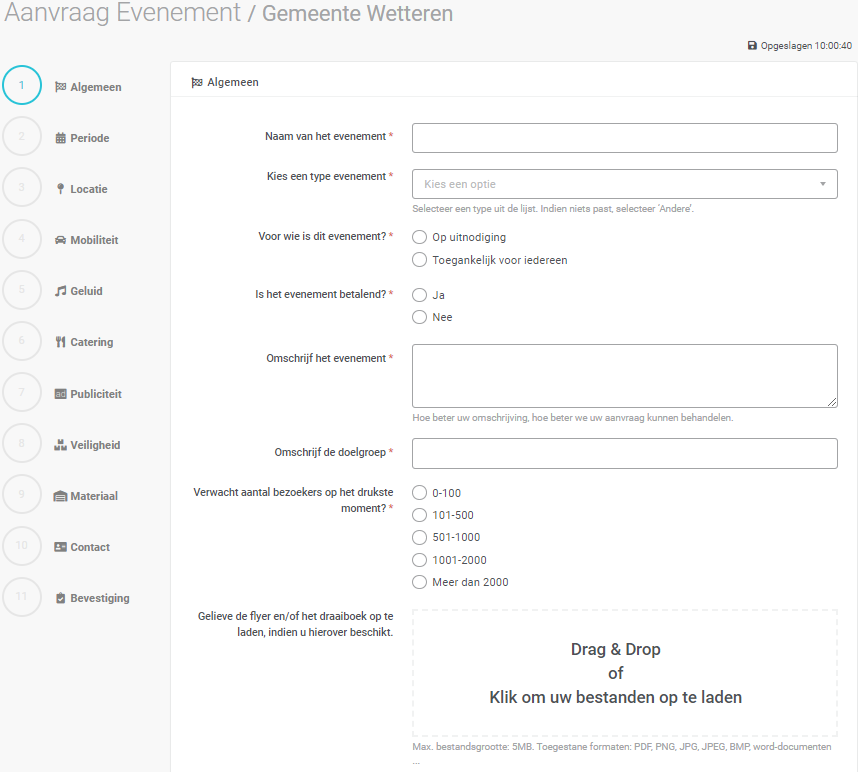 Aanvraag Evenement / Gemeente Wetteren
Opgeslagen 10:00:40
1 Algemeen
2 Periode
3 Locatie
4 Mobiliteit
5 Geluid
6 Catering
7 Publiciteit
8 Veiligheid
9 Materiaal
10 Contact
11 Bevestiging
Algemeen
Naam van het evenement *
Kies een type evenement *
Kies een optie
Selecteer een type uit de lijst. Indien niets past, selecteer 'Andere'.
Voor wie is dit evenement? *
Op uitnodiging
Toegankelijk voor iedereen
Is het evenement betalend? *
Ja
Nee
Omschrijf het evenement *
Hoe beter uw omschrijving, hoe beter we uw aanvraag kunnen behandelen.
Omschrijf de doelgroep *
Verwacht aantal bezoekers op het drukste
moment? *
0-100
101-500
501-1000
1001-2000
Meer dan 2000
Gelieve de flyer en/of het draaiboek op te
laden, indien u hierover beschikt.
Drag & Drop
of
Klik om uw bestanden op te laden
Max. bestandsgrootte: 5MB. Toegestane formaten: PDF, PNG, JPG, JPEG, BMP, word-documenten
...